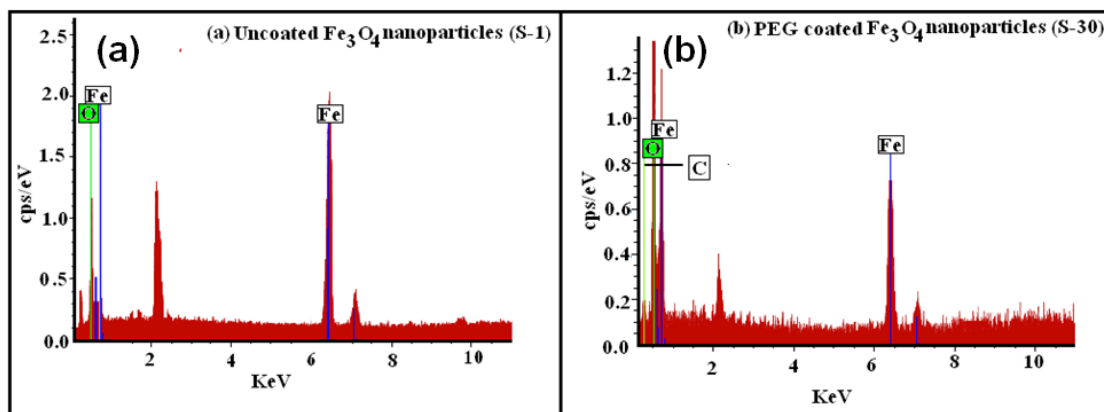 (a) (a) Uncoated Fe₃O₄ nanoparticles (S-1)
2.5
2.0
1.5
1.0
0.5
0.0
cps/eV
Fe
O
Fe
2 4 6 8 10
KeV
(b) PEG coated Fe₃O₄ nanoparticles (S-30)
(b)
1.2
1.0
0.8
0.6
0.4
0.2
0.0
cps/eV
Fe
O
C
Fe
2 4 6 8 10
KeV